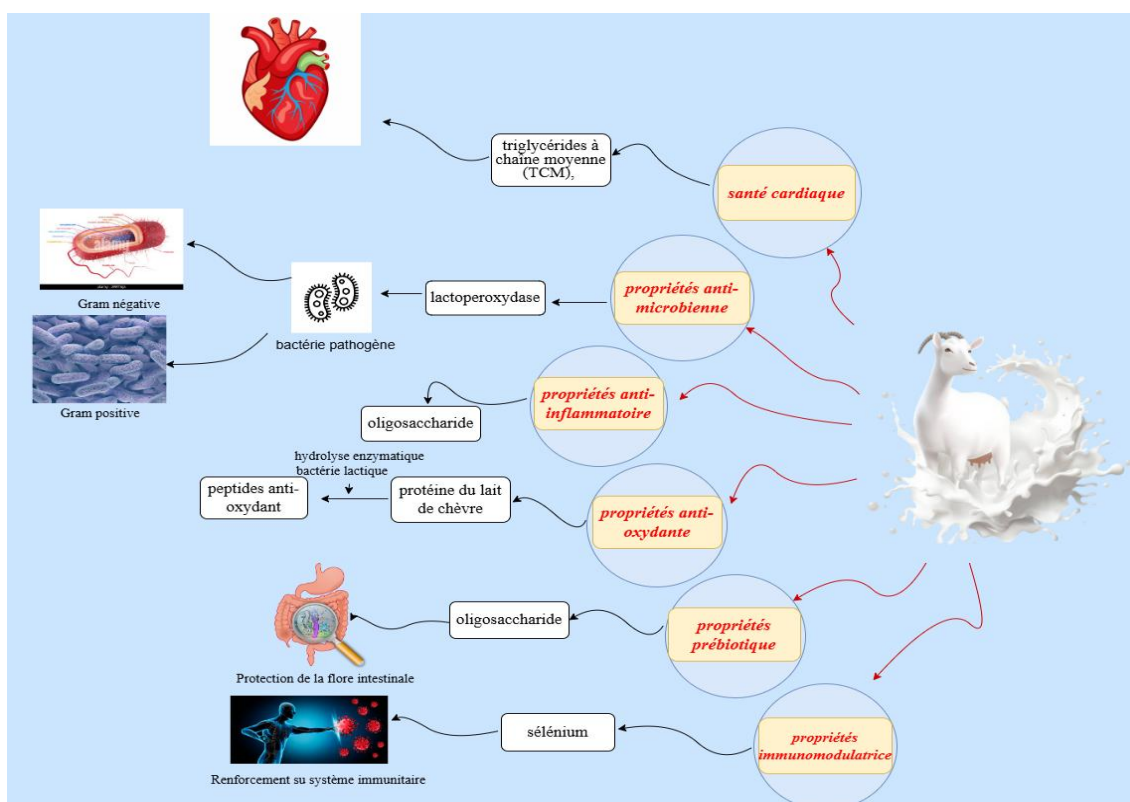 triglycérides à
chaîne moyenne
(TCM),
santé cardiaque
propriétés anti-
microbienne
lactoperoxydase
alamy
Gram négative
bactérie pathogène
Gram positive
propriétés anti-
inflammatoire
oligosaccharide
hydrolyse enzymatique
bactérie lactique
peptides anti-
oxydant
protéine du lait
de chèvre
propriétés anti-
oxydante
oligosaccharide
propriétés
prébiotique
Protection de la flore intestinale
sélénium
propriétés
immunomodulatrice
Renforcement su système immunitaire